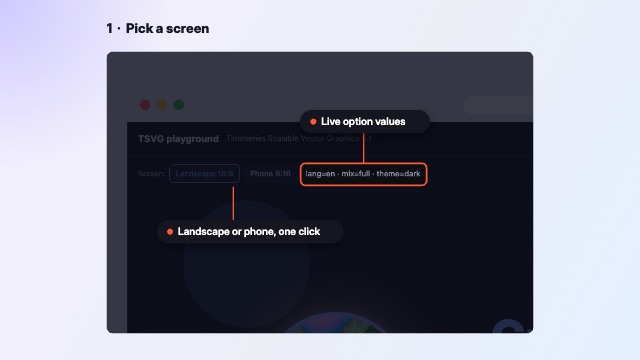 1 · Pick a screen
Live option values
TSVG playground Timeseries Scalable Vector Graphics
Screen: Landscape 16:9 Phone 9:16 lang=en · mix=full · theme=dark
Landscape or phone, one click